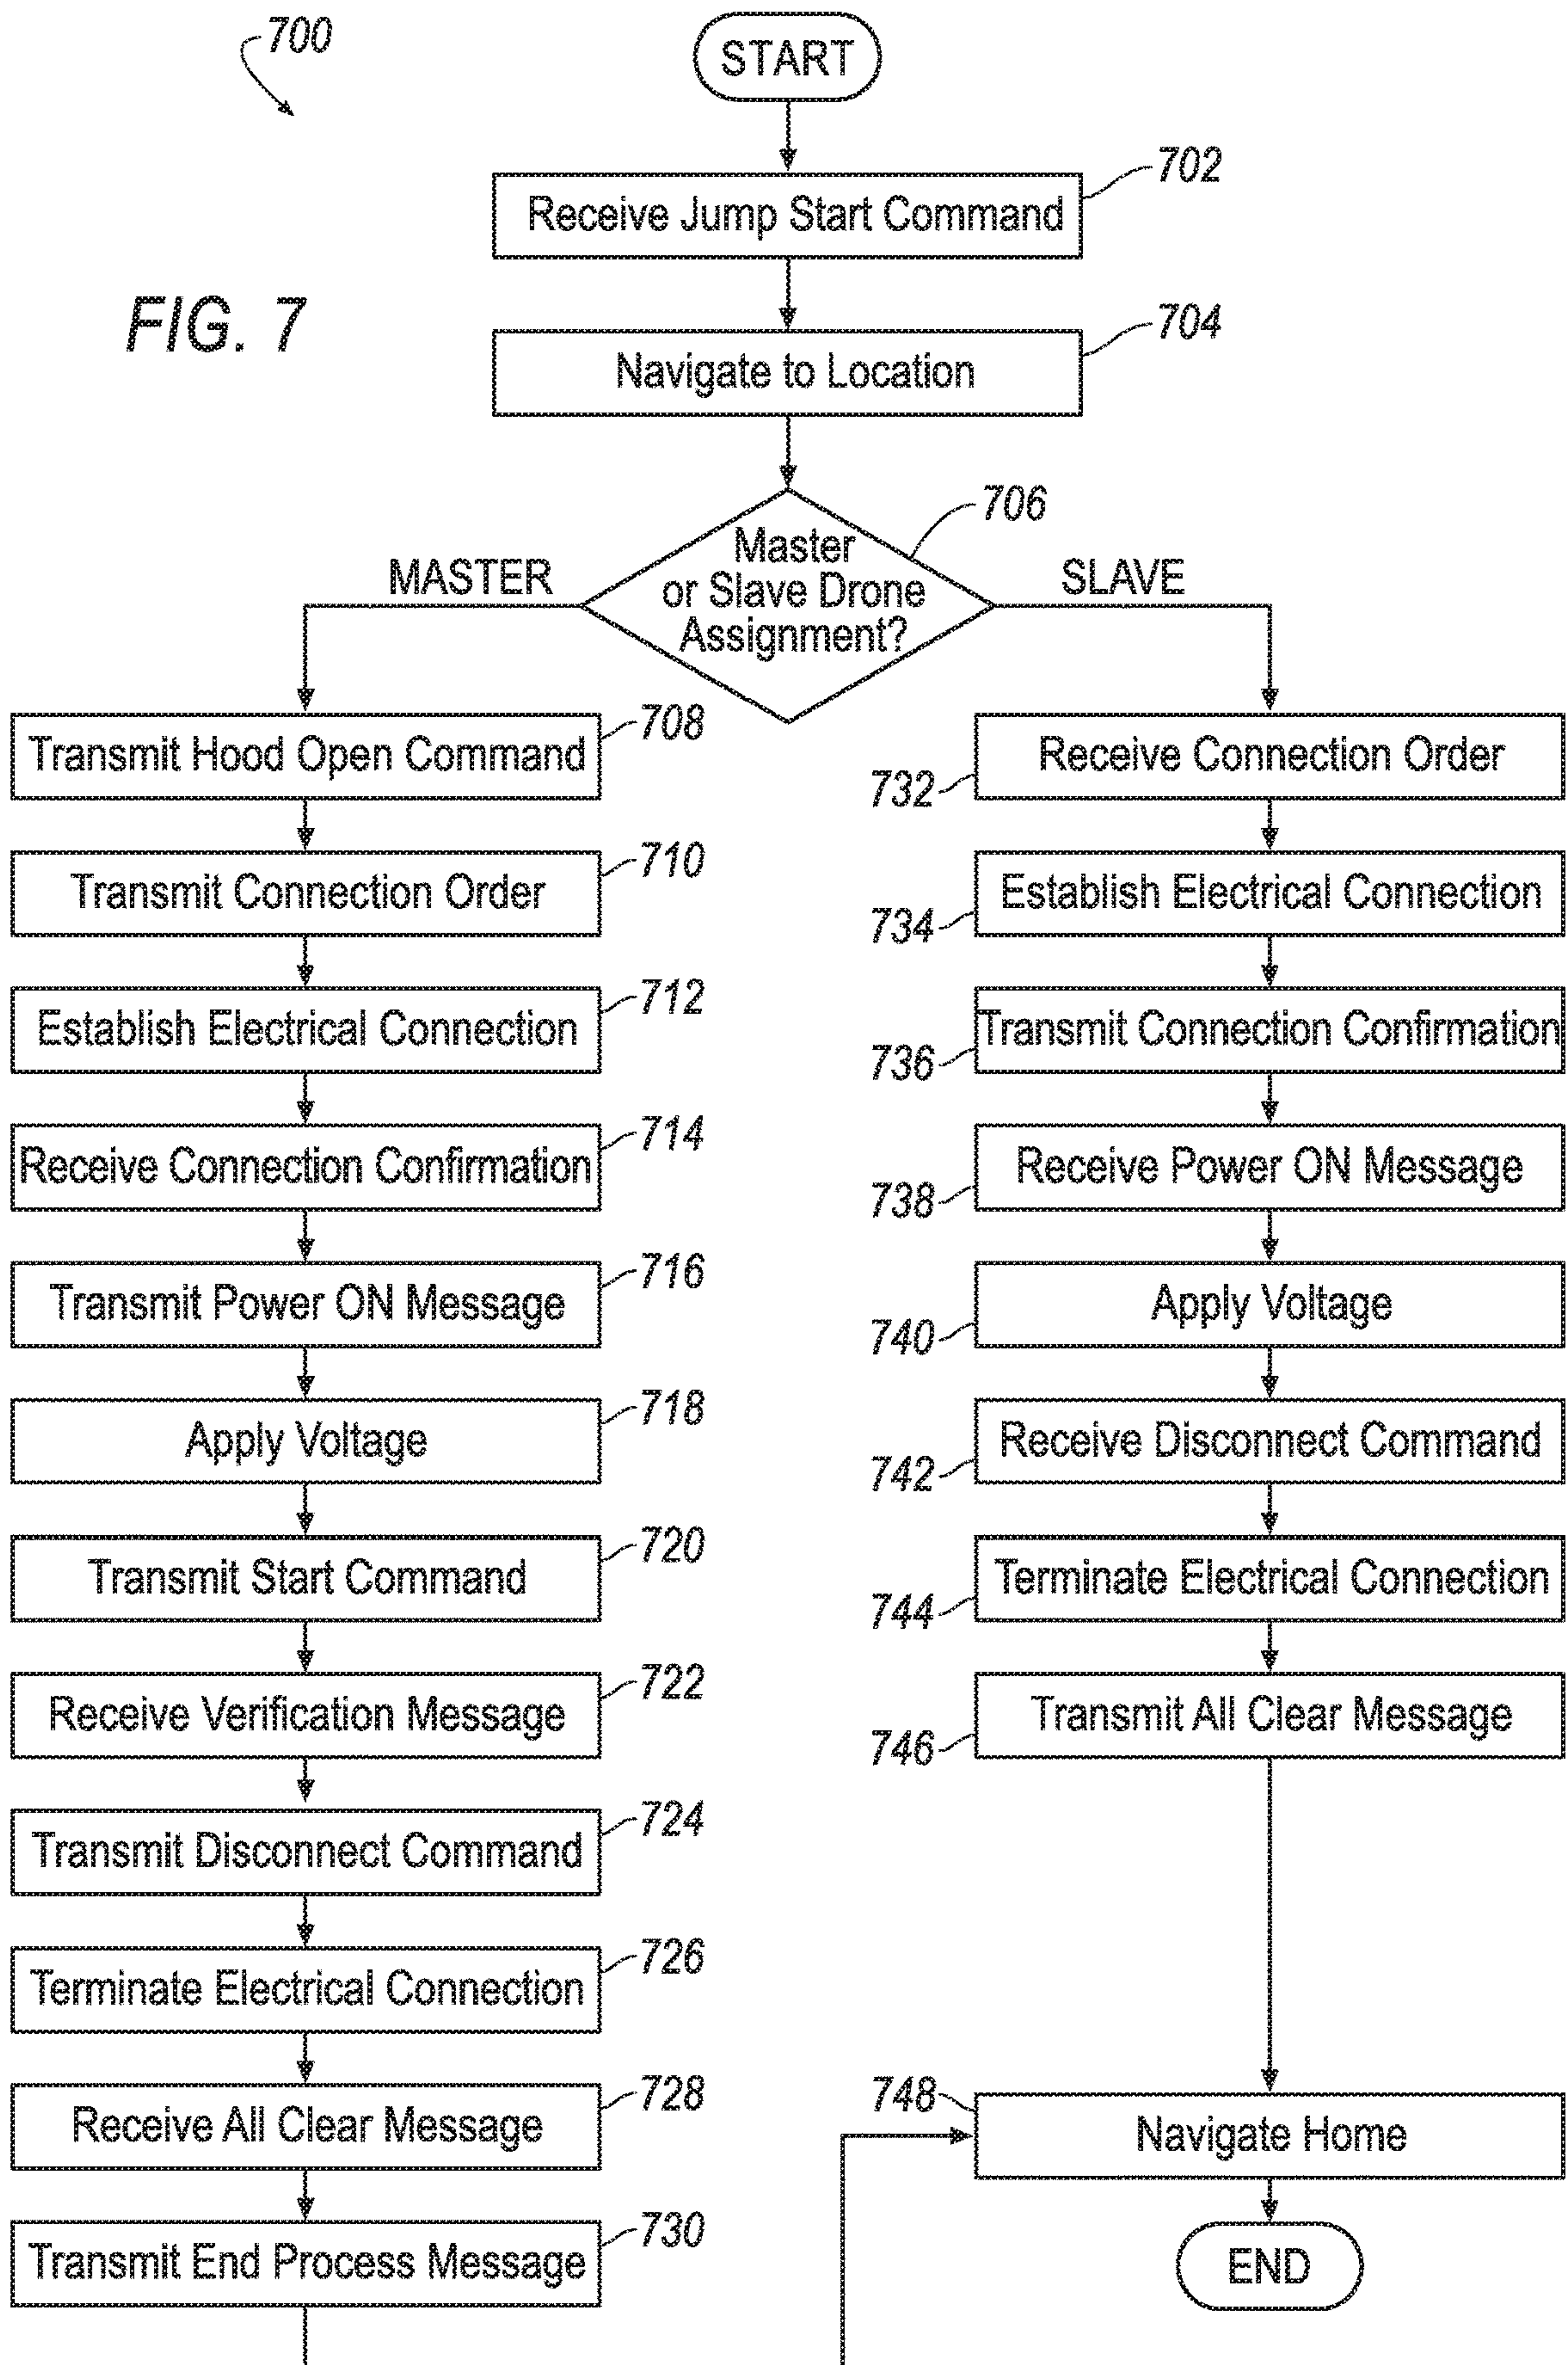 700
START
702
Receive Jump Start Command
FIG. 7
704
Navigate to Location
706
Master
or Slave Drone
Assignment?
MASTER
SLAVE
708
Transmit Hood Open Command
710
Transmit Connection Order
712
Establish Electrical Connection
714
Receive Connection Confirmation
716
Transmit Power ON Message
718
Apply Voltage
720
Transmit Start Command
722
Receive Verification Message
724
Transmit Disconnect Command
726
Terminate Electrical Connection
728
Receive All Clear Message
730
Transmit End Process Message
Receive Connection Order
732
Establish Electrical Connection
734
Transmit Connection Confirmation
736
Receive Power ON Message
738
Apply Voltage
740
Receive Disconnect Command
742
Terminate Electrical Connection
744
Transmit All Clear Message
746
748
Navigate Home
END